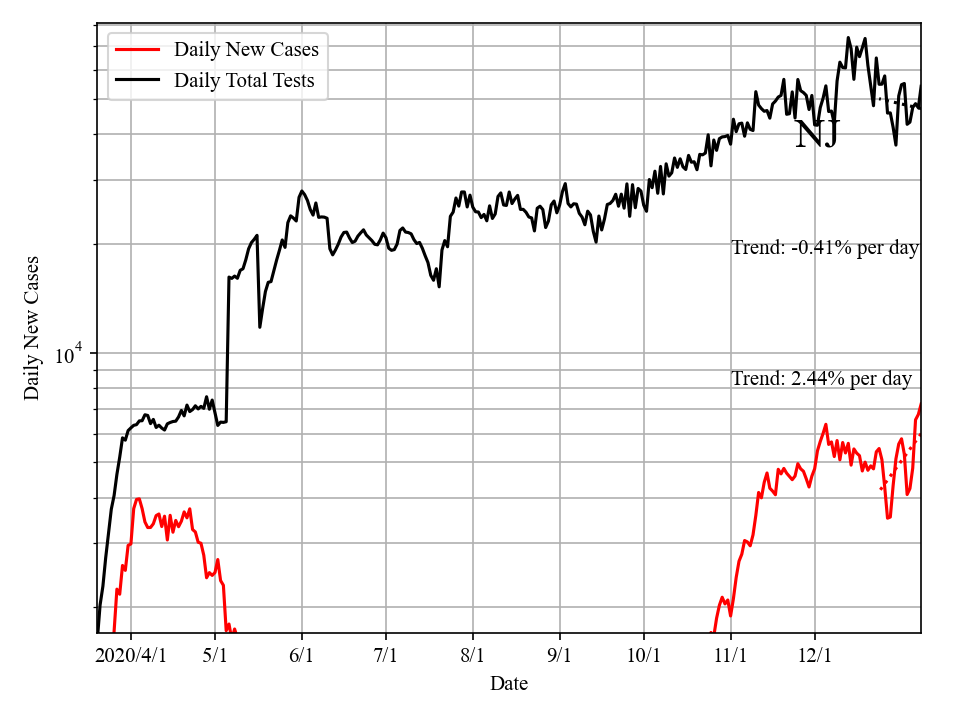 Daily New Cases
Daily Total Tests
NJ
Trend: -0.41% per day
Daily New Cases
10^4
Trend: 2.44% per day
2020/4/1 5/1 6/1 7/1 8/1 9/1 10/1 11/1 12/1
Date